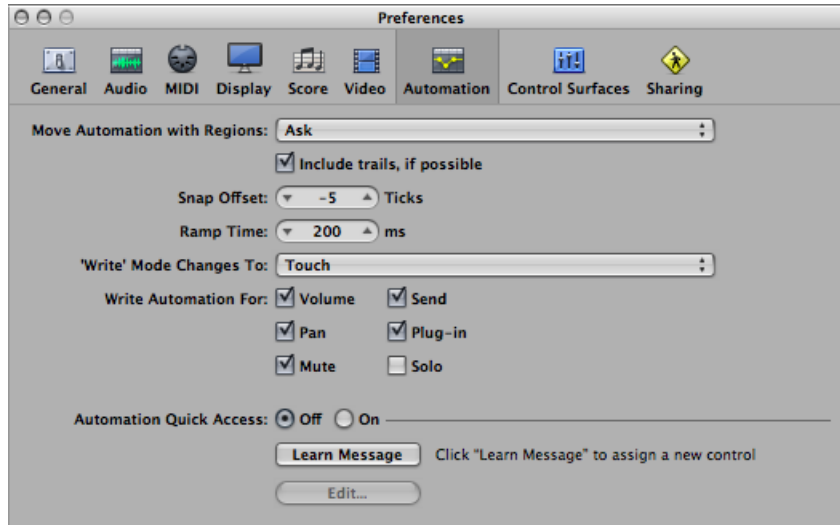 Preferences
General Audio MIDI Display Score Video Automation Control Surfaces Sharing
Move Automation with Regions: Ask
Include trails, if possible
Snap Offset: -5 Ticks
Ramp Time: 200 ms
'Write' Mode Changes To: Touch
Write Automation For: Volume Send
Pan Plug-in
Mute Solo
Automation Quick Access: Off On
Learn Message Click "Learn Message" to assign a new control
Edit...